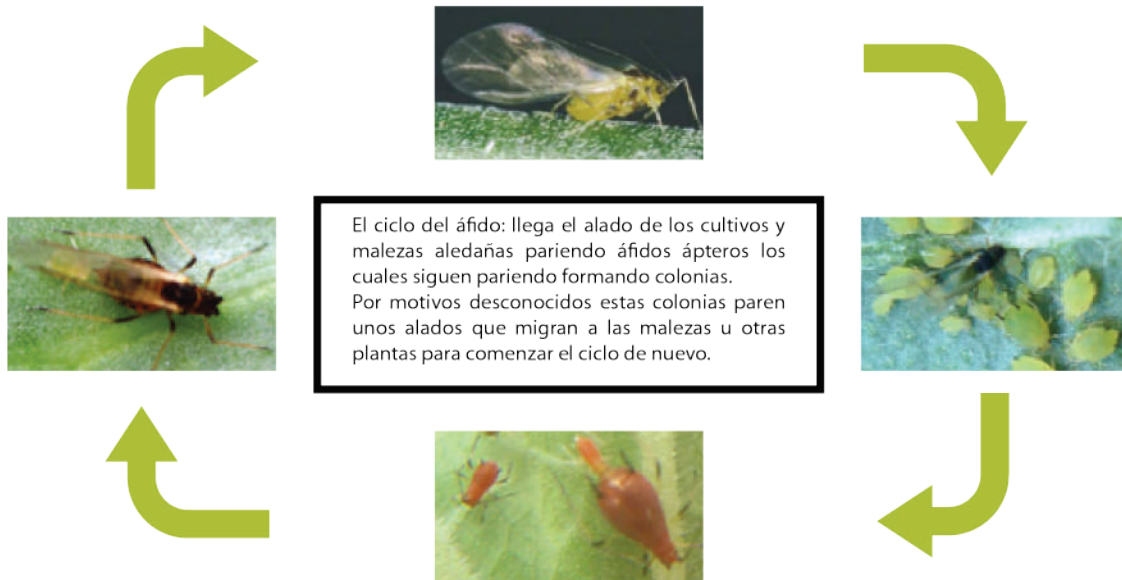 El ciclo del áfido: llega el alado de los cultivos y
malezas aledañas pariendo áfidos ápteros los
cuales siguen pariendo formando colonias.
Por motivos desconocidos estas colonias paren
unos alados que migran a las malezas u otras
plantas para comenzar el ciclo de nuevo.